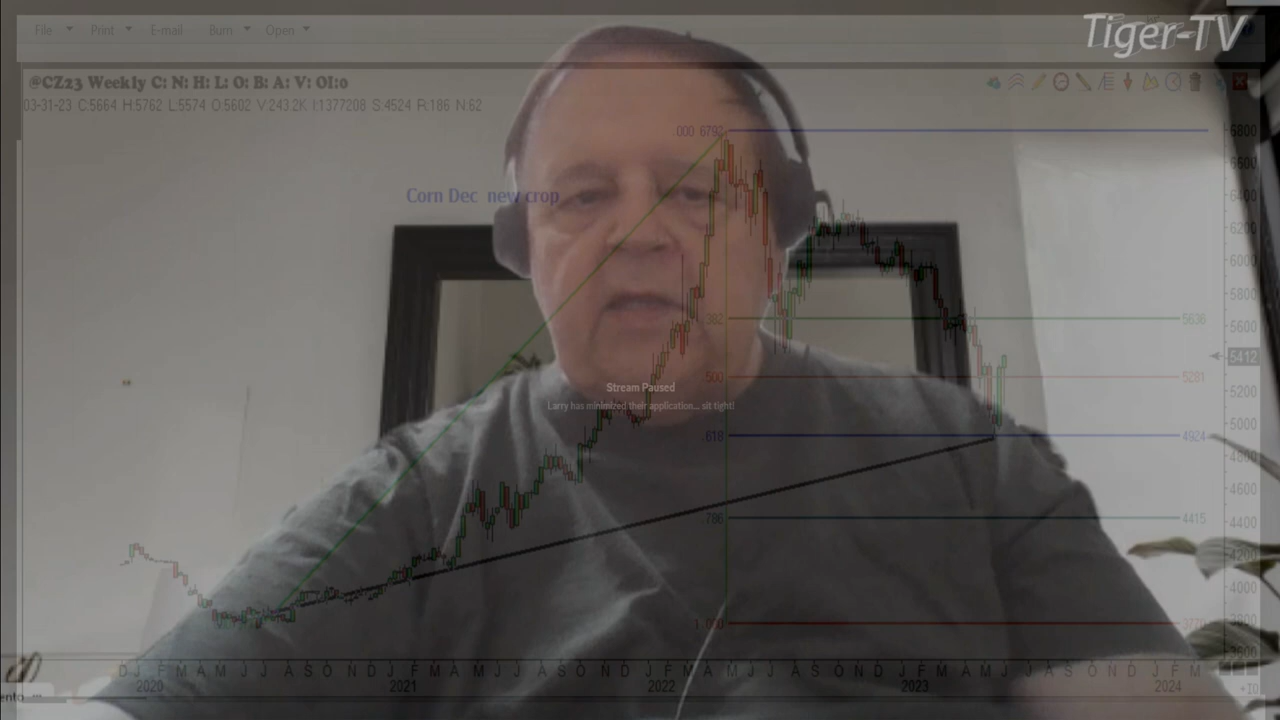 Tiger-TV
File Print E-mail Burn Open
@CZ23 Weekly C: N: H: L: O: B: A: V: OI:0
03-31-23 C:5664 H:5762 L:5574 O:5602 V:243.2K I:1377208 S:4524 R:186 N:62
.000 6792
6800
6600
6400
Corn Dec new crop
6200
6000
5800
.382 5636
5600
5412
.500 5281
5200
Stream Paused
Larry has minimized their application... sit tight!
5000
.618 4924
4800
4600
.786 4415
4400
4200
4000
3800
1.000
3600
D J F M A M J J A S O N D J F M A M J J A S O N D J F M A M J J A S O N D J F M A M J J A S O N D J F M
2020 2021 2022 2023 2024